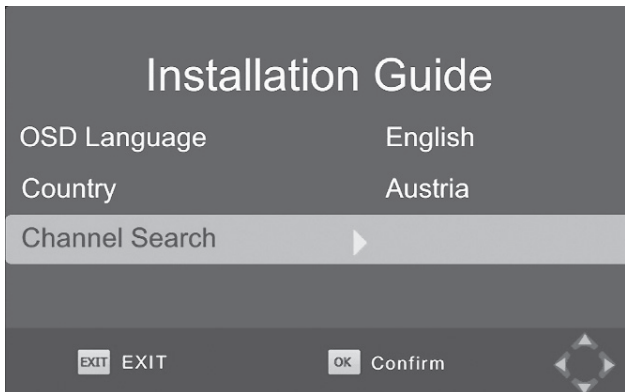 Installation Guide
OSD Language English
Country Austria
Channel Search
EXIT EXIT OK Confirm